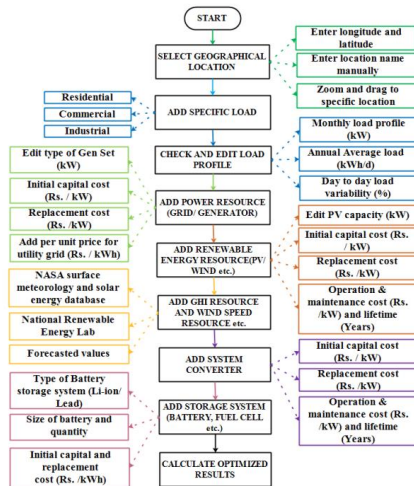 START
SELECT GEOGRAPHICAL
LOCATION
Enter longitude and
latitude
Enter location name
manually
Zoom and drag to
specific location
Residential
Commercial
Industrial
ADD SPECIFIC LOAD
CHECK AND EDIT LOAD
PROFILE
Monthly load profile
(kW)
Annual Average load
(kWh/d)
Day to day load
variability (%)
Edit type of Gen Set
(kW)
Initial capital cost
(Rs. / kW)
Replacement cost
(Rs. /kW)
Add per unit price for
utility grid (Rs. / kWh)
ADD POWER RESOURCE
(GRID/ GENERATOR)
ADD RENEWABLE
ENERGY RESOURCE(PV/
WIND etc.)
Edit PV capacity (kW)
Initial capital cost (Rs.
/ kW)
Replacement cost
(Rs. /kW)
Operation &
maintenance cost (Rs.
/kW) and lifetime
(Years)
NASA surface
meteorology and solar
energy database
National Renewable
Energy Lab
Forecasted values
ADD GHI RESOURCE
AND WIND SPEED
RESOURCE etc.
ADD SYSTEM
CONVERTER
Initial capital cost
(Rs. / kW)
Replacement cost
(Rs. /kW)
Operation &
maintenance cost (Rs.
/kW) and lifetime
(Years)
Type of Battery
storage system (Li-ion/
Lead)
Size of battery and
quantity
Initial capital and
replacement
cost (Rs. /kWh)
ADD STORAGE SYSTEM
(BATTERY, FUEL CELL
etc.)
CALCULATE OPTIMIZED
RESULTS